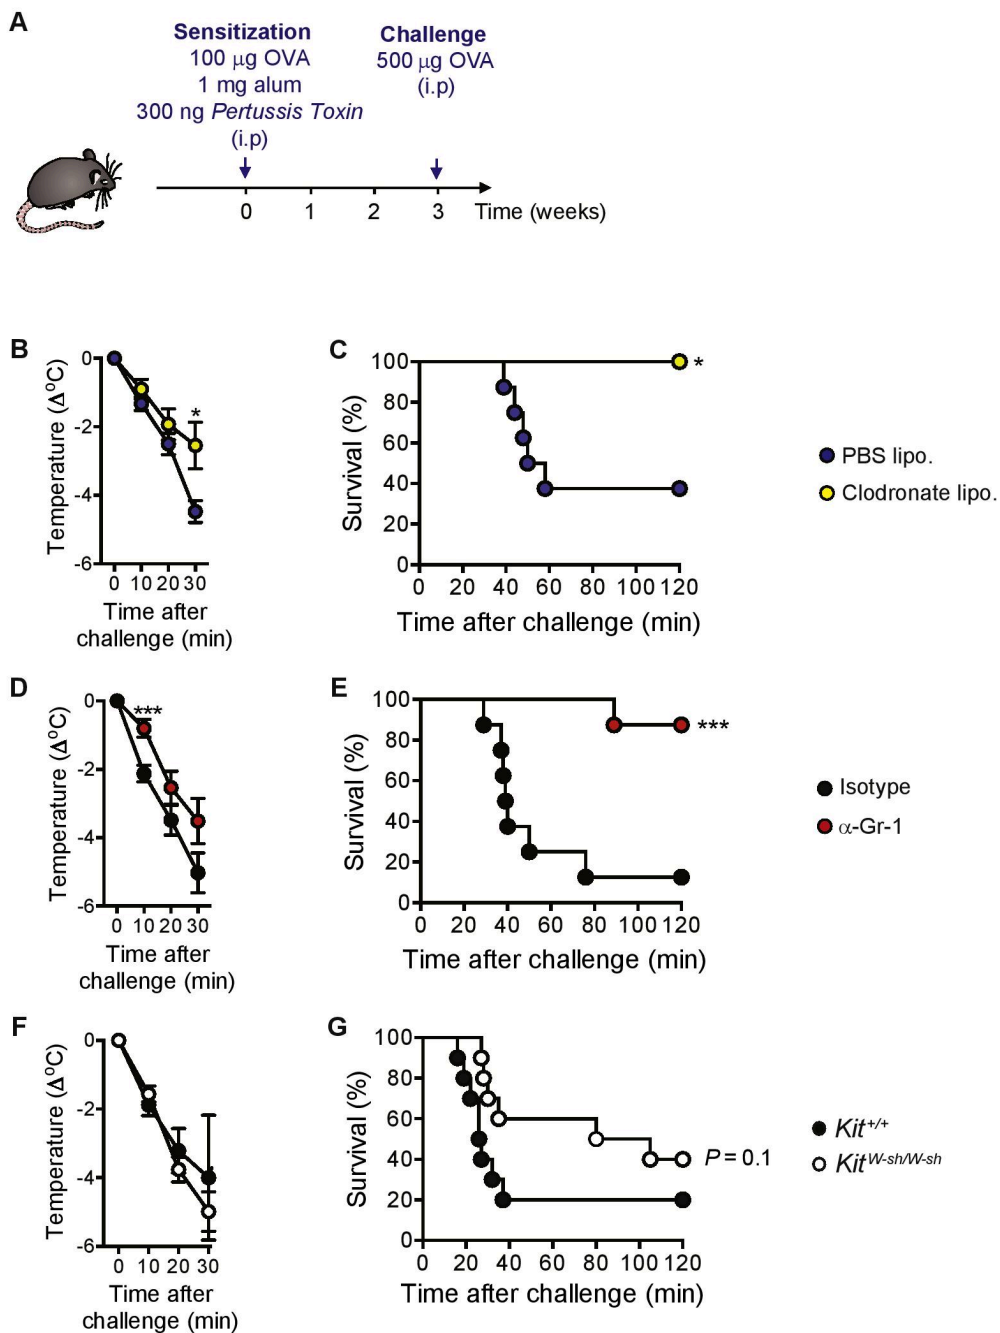 A
Sensitization
100 μg OVA
1 mg alum
300 ng Pertussis Toxin
(i.p)
Challenge
500 μg OVA
(i.p)
0 1 2 3 Time (weeks)
B
Temperature (Δ°C)
0
-2
-4
-6
*
0 10 20 30
Time after
challenge (min)
C
Survival (%)
100
80
60
40
20
0
*
0 20 40 60 80 100 120
Time after challenge (min)
PBS lipo.
Clodronate lipo.
D
Temperature (Δ°C)
0
-2
-4
-6
***
0 10 20 30
Time after
challenge (min)
E
Survival (%)
100
80
60
40
20
0
***
0 20 40 60 80 100 120
Time after challenge (min)
Isotype
α-Gr-1
F
Temperature (Δ°C)
0
-2
-4
-6
0 10 20 30
Time after
challenge (min)
G
Survival (%)
100
80
60
40
20
0
P = 0.1
0 20 40 60 80 100 120
Time after challenge (min)
Kit+/+
KitW-sh/W-sh